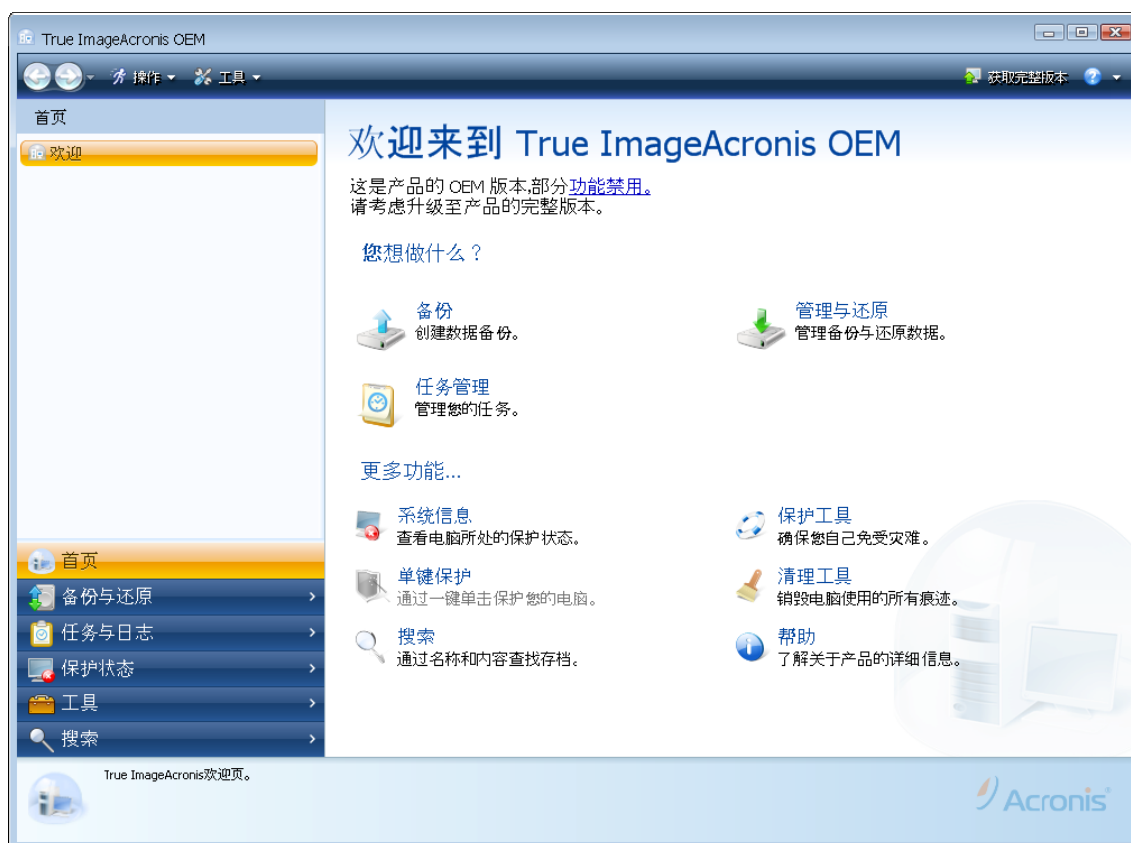 True ImageAcronis OEM
操作 工具 获取完整版本
首页
欢迎
欢迎来到 True ImageAcronis OEM
这是产品的 OEM 版本,部分功能禁用。
请考虑升级至产品的完整版本。
您想做什么？
备份
创建数据备份。
管理与还原
管理备份与还原数据。
任务管理
管理您的任务。
更多功能...
系统信息
查看电脑所处的保护状态。
保护工具
确保您自己免受灾难。
单键保护
通过一键单击保护您的电脑。
清理工具
销毁电脑使用的所有痕迹。
搜索
通过名称和内容查找存档。
帮助
了解关于产品的详细信息。
首页
备份与还原
任务与日志
保护状态
工具
搜索
True ImageAcronis欢迎页。
Acronis